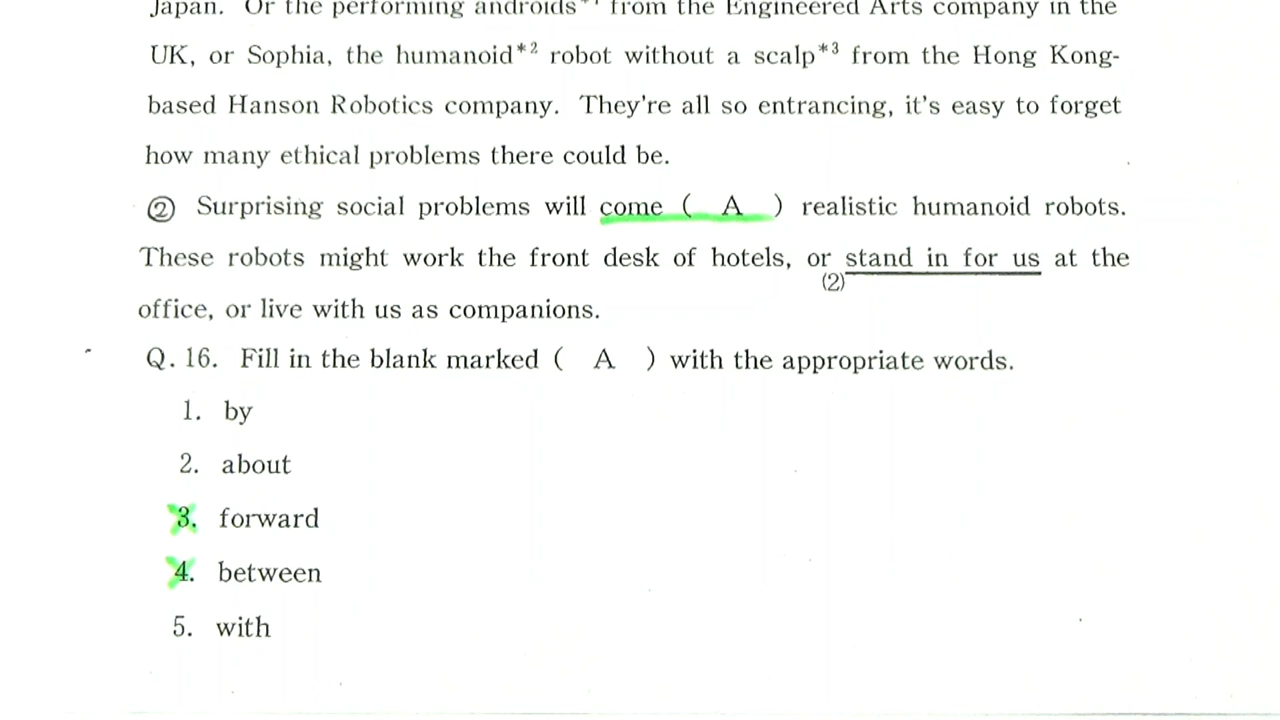 Japan. Or the performing androids*1 from the Engineered Arts company in the
UK, or Sophia, the humanoid*2 robot without a scalp*3 from the Hong Kong-
based Hanson Robotics company. They're all so entrancing, it's easy to forget
how many ethical problems there could be.
② Surprising social problems will come ( A ) realistic humanoid robots.
These robots might work the front desk of hotels, or stand in for us at the
(2)
office, or live with us as companions.
Q. 16. Fill in the blank marked ( A ) with the appropriate words.
1. by
2. about
3. forward
4. between
5. with